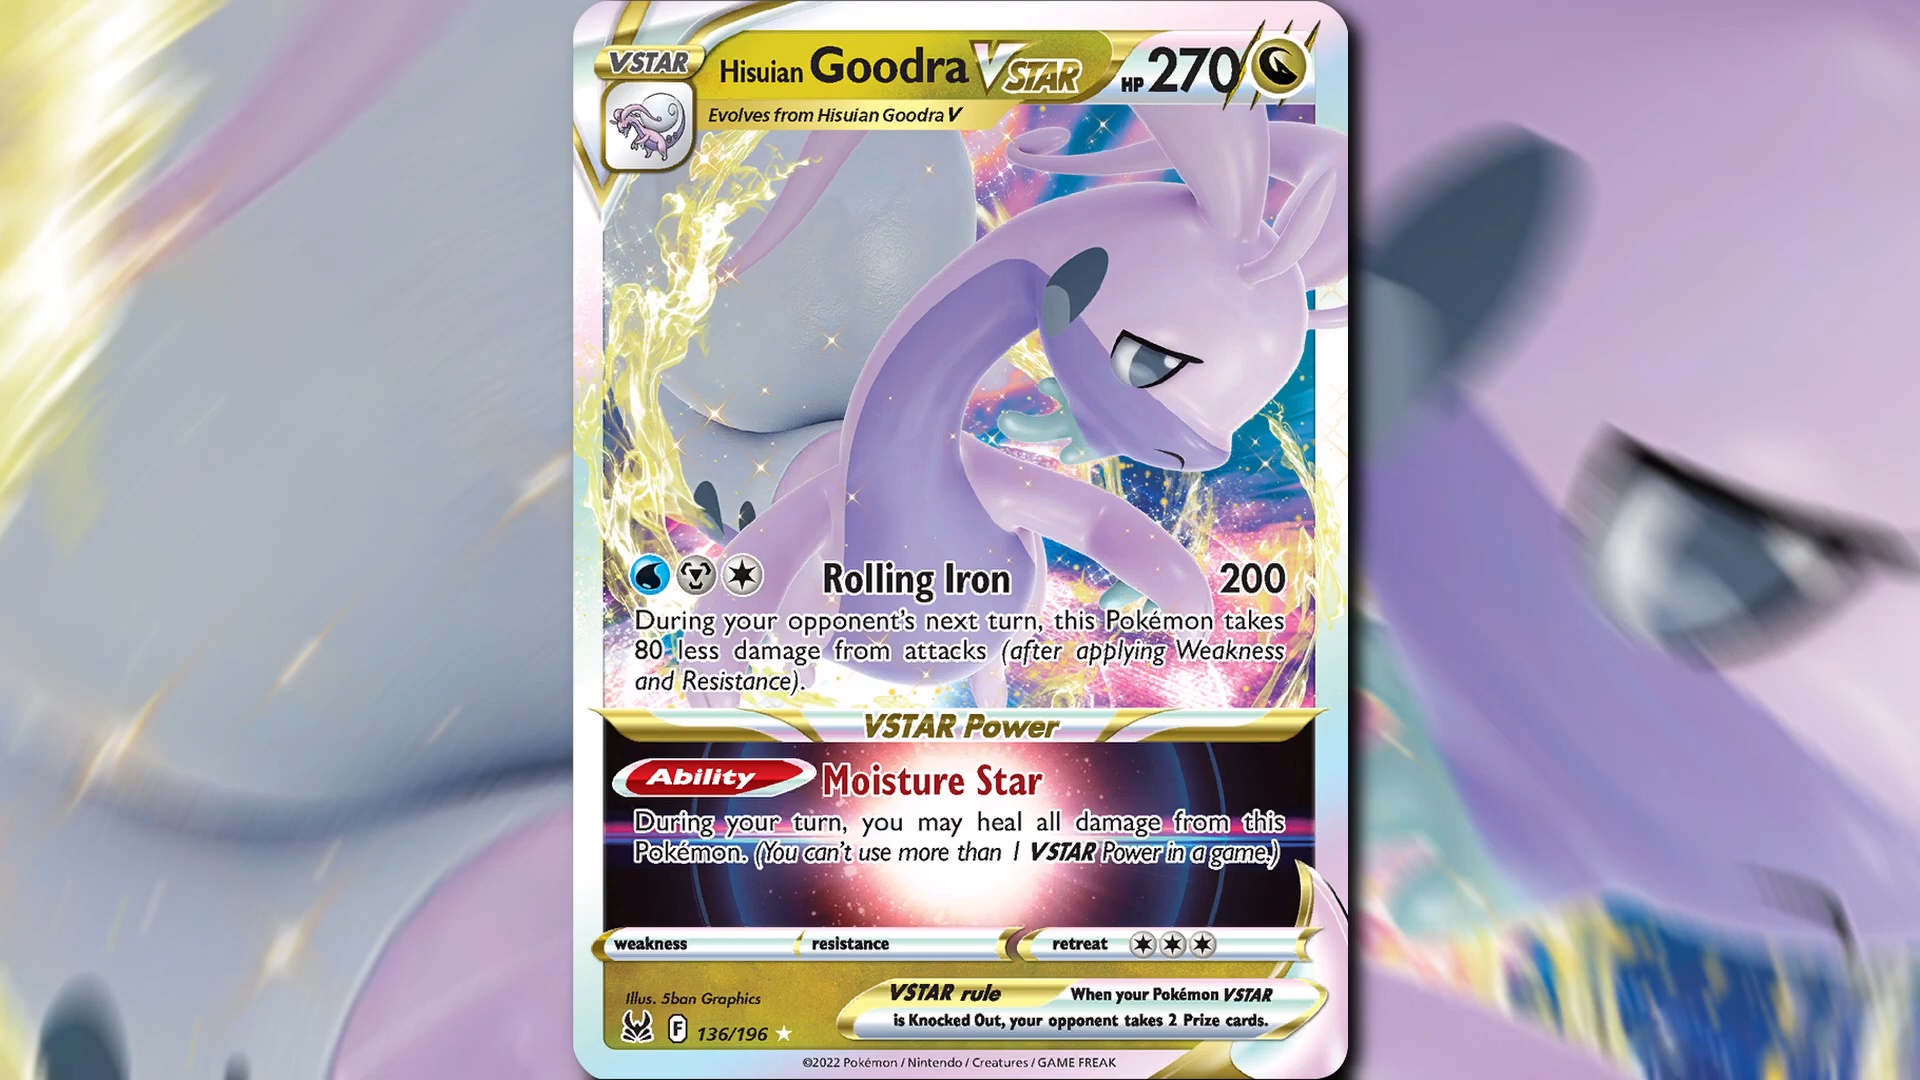 VSTAR
Hisuian Goodra VSTAR HP 270
Evolves from Hisuian Goodra V
Rolling Iron 200
During your opponent's next turn, this Pokémon takes
80 less damage from attacks (after applying Weakness
and Resistance).
VSTAR Power
Ability Moisture Star
During your turn, you may heal all damage from this
Pokémon. (You can't use more than 1 VSTAR Power in a game.)
weakness resistance retreat
Illus. 5ban Graphics
VSTAR rule When your Pokémon VSTAR
is Knocked Out, your opponent takes 2 Prize cards.
F 136/196
©2022 Pokémon / Nintendo / Creatures / GAME FREAK